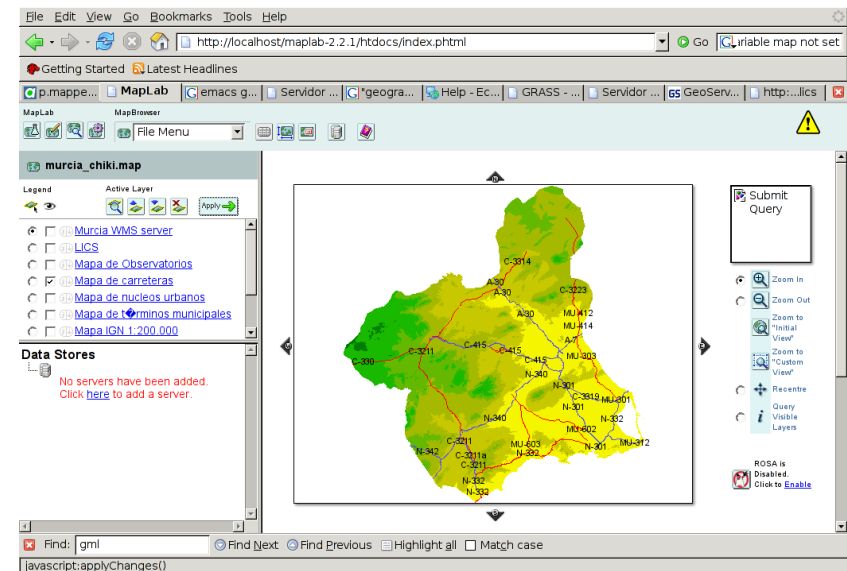 File Edit View Go Bookmarks Tools Help
http://localhost/maplab-2.2.1/htdocs/index.phtml Go ıriable map not set
Getting Started Latest Headlines
p.mappe... MapLab emacs g... Servidor ... "geogra... Help - Ec... GRASS - ... Servidor ... GS GeoServ... http:...lics
MapLab MapBrowser
File Menu
murcia_chiki.map
Legend Active Layer
Apply
Murcia WMS server
LICS
Mapa de Observatorios
Mapa de carreteras
Mapa de nucleos urbanos
Mapa de t�rminos municipales
Mapa IGN 1:200.000
Data Stores
No servers have been added.
Click here to add a server.
N
C-3314
A-30
A-30
C-3223
A-30
MU-412
MU-414
A-7
C-3211
C-415
C-415
C-415
MU-303
C-330
N-340
N-301
C-3319
MU-301
N-301
N-340
N-332
MU-602
C-3211
MU-603
N-301
MU-312
N-342
C-3211a
N-332
C-3211
N-332
N-332
S
Submit
Query
Zoom In
Zoom Out
Zoom to
"Initial
View"
Zoom to
"Custom
View"
Recentre
Query
Visible
Layers
ROSA is
Disabled.
Click to Enable
Find: gml Find Next Find Previous Highlight all Match case
javascript:applyChanges()